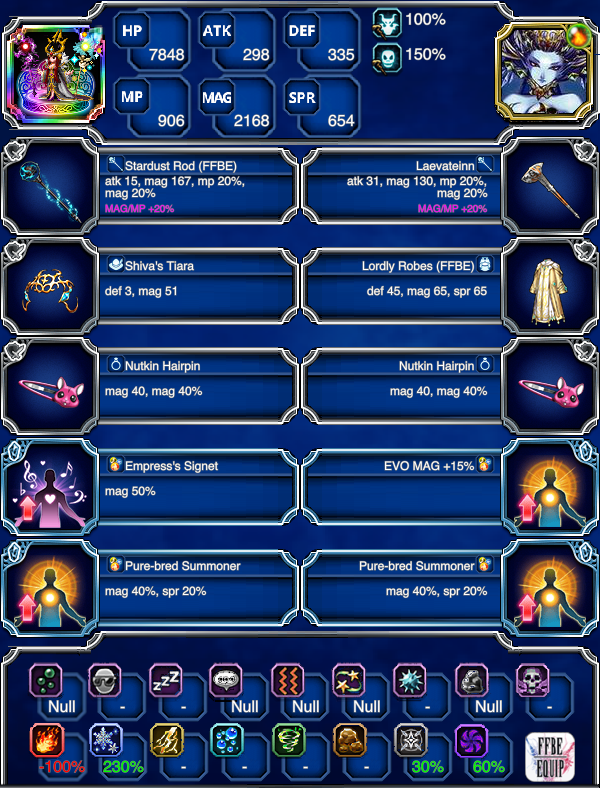 HP 7848 ATK 298 DEF 335 100%
150%
MP 906 MAG 2168 SPR 654
Stardust Rod (FFBE)
atk 15, mag 167, mp 20%,
mag 20%
MAG/MP +20%
Laevateinn
atk 31, mag 130, mp 20%,
mag 20%
MAG/MP +20%
Shiva's Tiara
def 3, mag 51
Lordly Robes (FFBE)
def 45, mag 65, spr 65
Nutkin Hairpin
mag 40, mag 40%
Nutkin Hairpin
mag 40, mag 40%
Empress's Signet
mag 50%
EVO MAG +15%
Pure-bred Summoner
mag 40%, spr 20%
Pure-bred Summoner
mag 40%, spr 20%
zZZ
Null - - Null Null Null - Null -
-100% 230% - - - - 30% 60%
FFBE
EQUIP